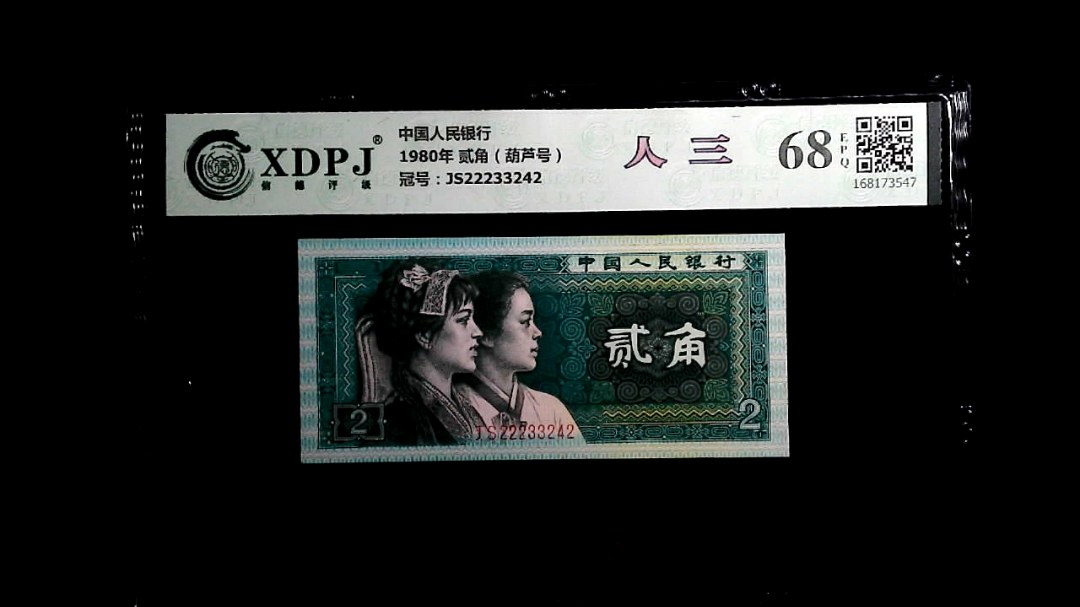 XDPJ®
信德评级
中国人民银行
1980年 贰角（葫芦号）
冠号：JS22233242
人 三
68
EPQ
168173547
中国人民银行
贰角
2
2
JS22233242